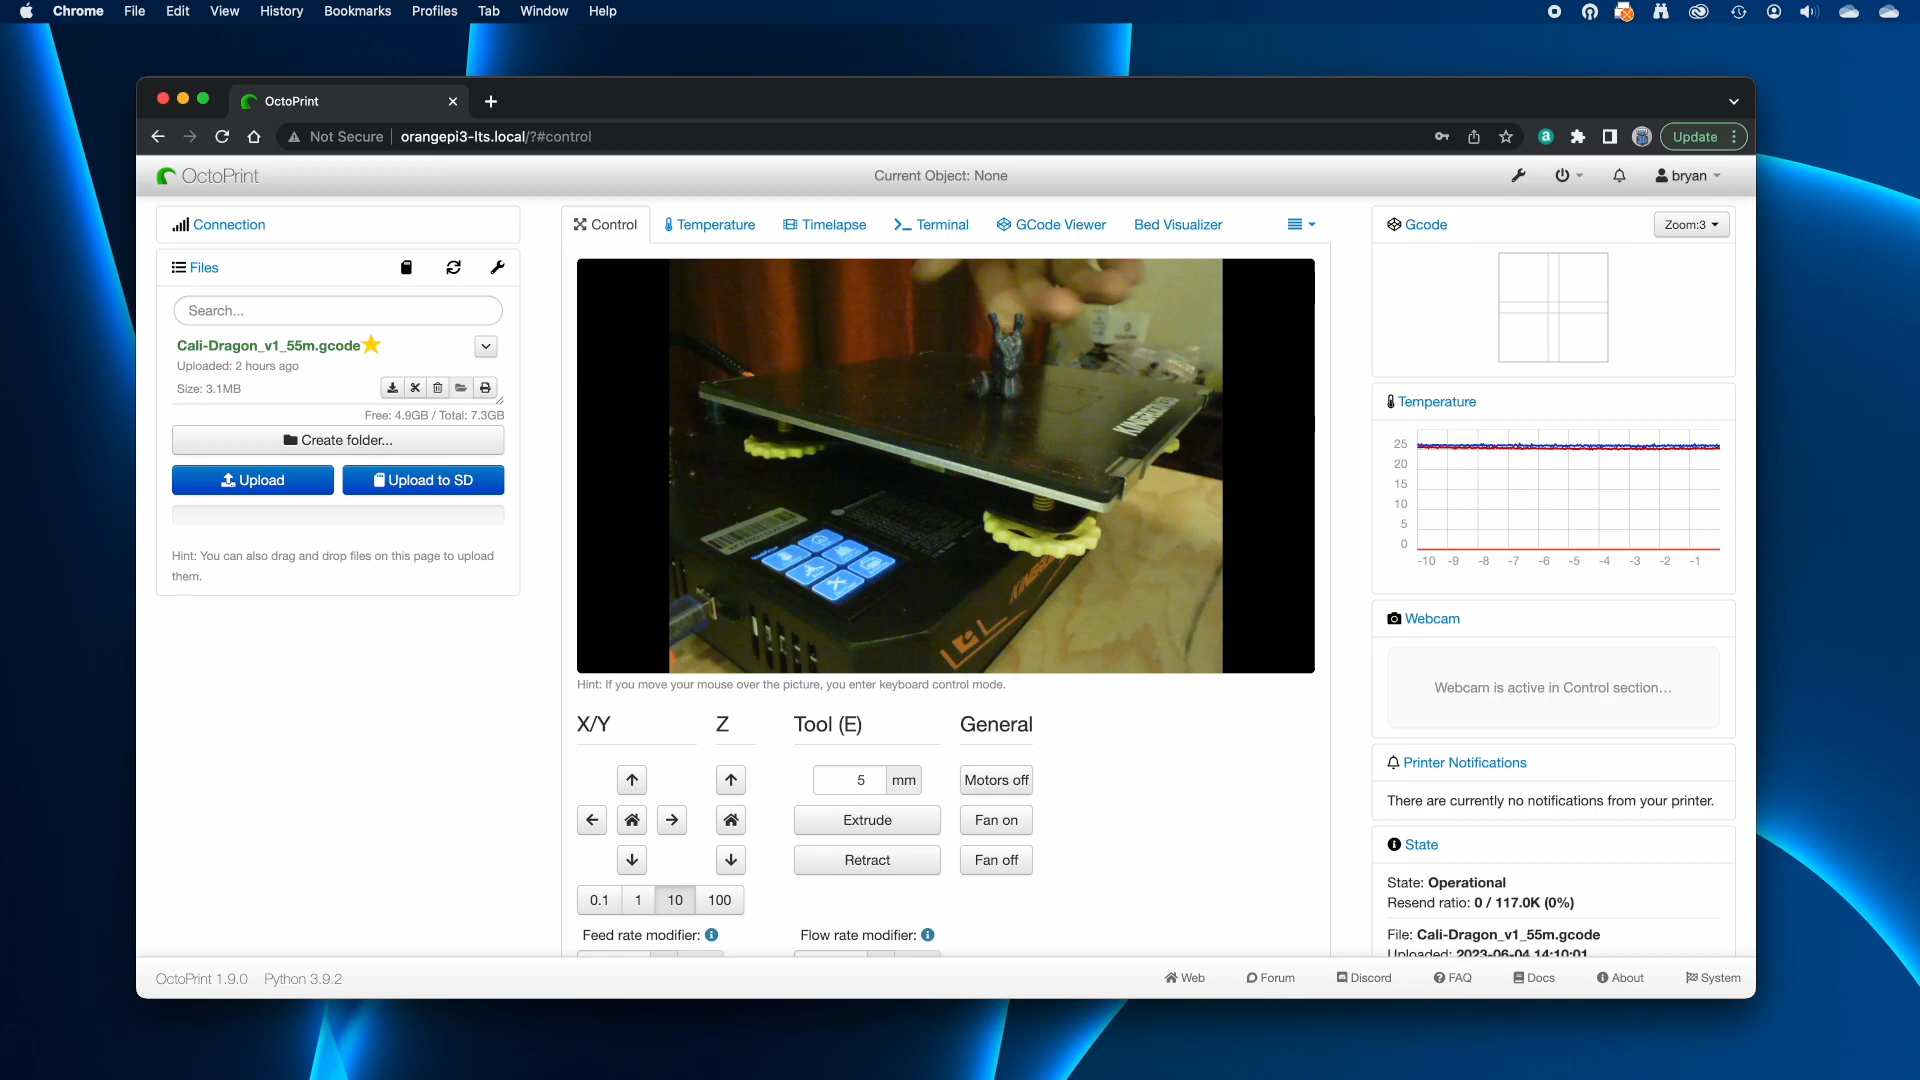 Chrome File Edit View History Bookmarks Profiles Tab Window Help
OctoPrint
Not Secure orangepi3-lts.local/?#control
Update
OctoPrint
Current Object: None
bryan
Connection
Files
Search...
Cali-Dragon_v1_55m.gcode
Uploaded: 2 hours ago
Size: 3.1MB
Free: 4.9GB / Total: 7.3GB
Create folder...
Upload
Upload to SD
Hint: You can also drag and drop files on this page to upload
them.
Control Temperature Timelapse Terminal GCode Viewer Bed Visualizer
KINGROON
Hint: If you move your mouse over the picture, you enter keyboard control mode.
X/Y Z Tool (E) General
5 mm Motors off
Extrude Fan on
Retract Fan off
0.1 1 10 100
Feed rate modifier: Flow rate modifier:
Gcode
Zoom:3
Temperature
25
20
15
10
5
0
-10 -9 -8 -7 -6 -5 -4 -3 -2 -1
Webcam
Webcam is active in Control section...
Printer Notifications
There are currently no notifications from your printer.
State
State: Operational
Resend ratio: 0 / 117.0K (0%)
File: Cali-Dragon_v1_55m.gcode
Uploaded: 2023-06-04 14:10:01
OctoPrint 1.9.0 Python 3.9.2
Web Forum Discord FAQ Docs About System